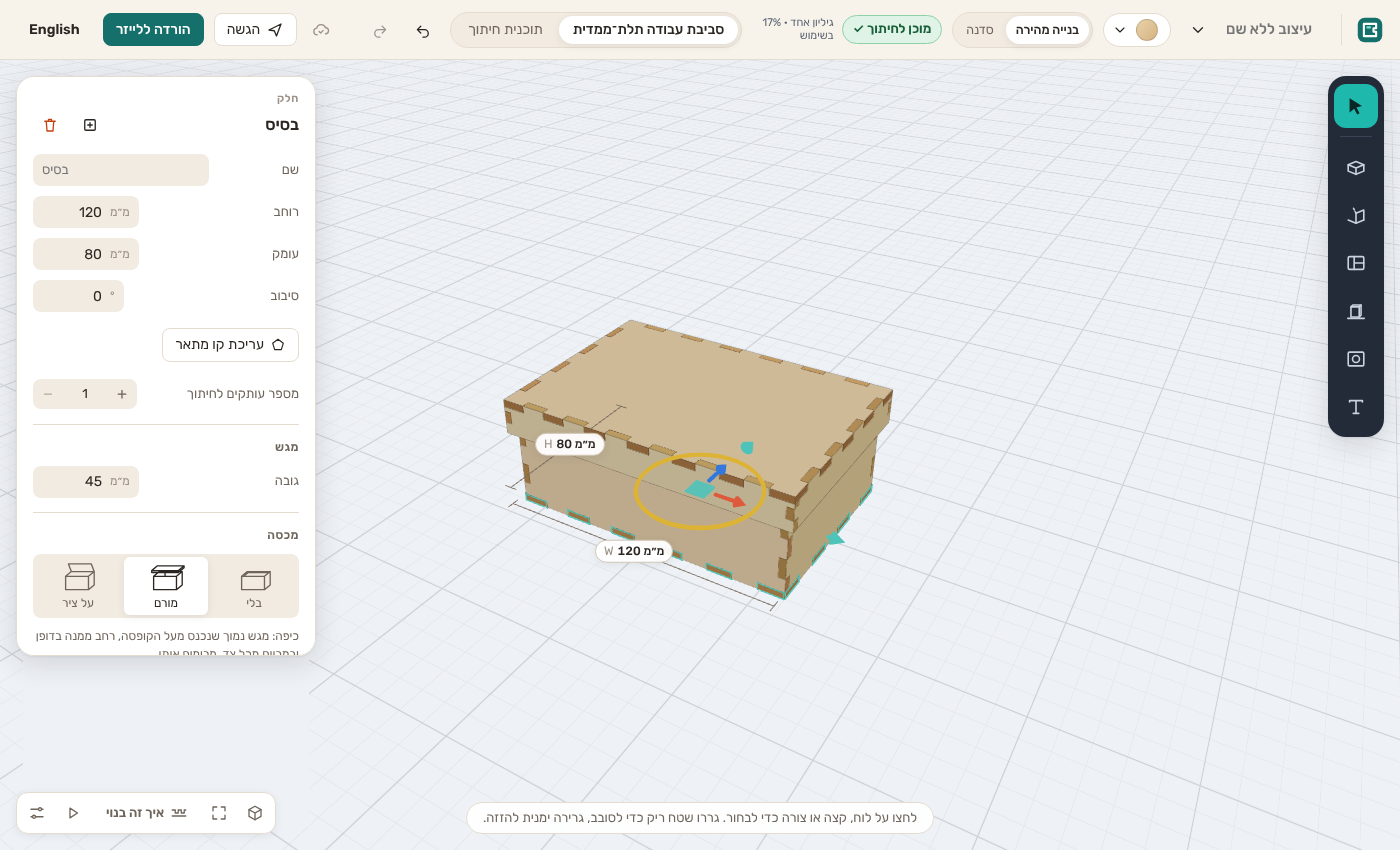 עיצוב ללא שם
בנייה מהירה
סדנה
מוכן לחיתוך ✓
גיליון אחד • 17%
בשימוש
סביבת עבודה תלת־ממדית
תוכנית חיתוך
הגשה
הורדה ללייזר
English
חלק
בסיס
שם
בסיס
רוחב
120 מ״מ
עומק
80 מ״מ
סיבוב
0 °
עריכת קו מתאר
מספר עותקים לחיתוך
+ 1 −
מגש
גובה
45 מ״מ
מכסה
בלי
מורם
על ציר
כיפה: מגש נמוך שנכנס מעל הקופסה, רחב ממנה בדופן
H 80 מ״מ
W 120 מ״מ
איך זה בנוי
לחצו על לוח, קצה או צורה כדי לבחור. גררו שטח ריק כדי לסובב, גרירה ימנית להזזה.